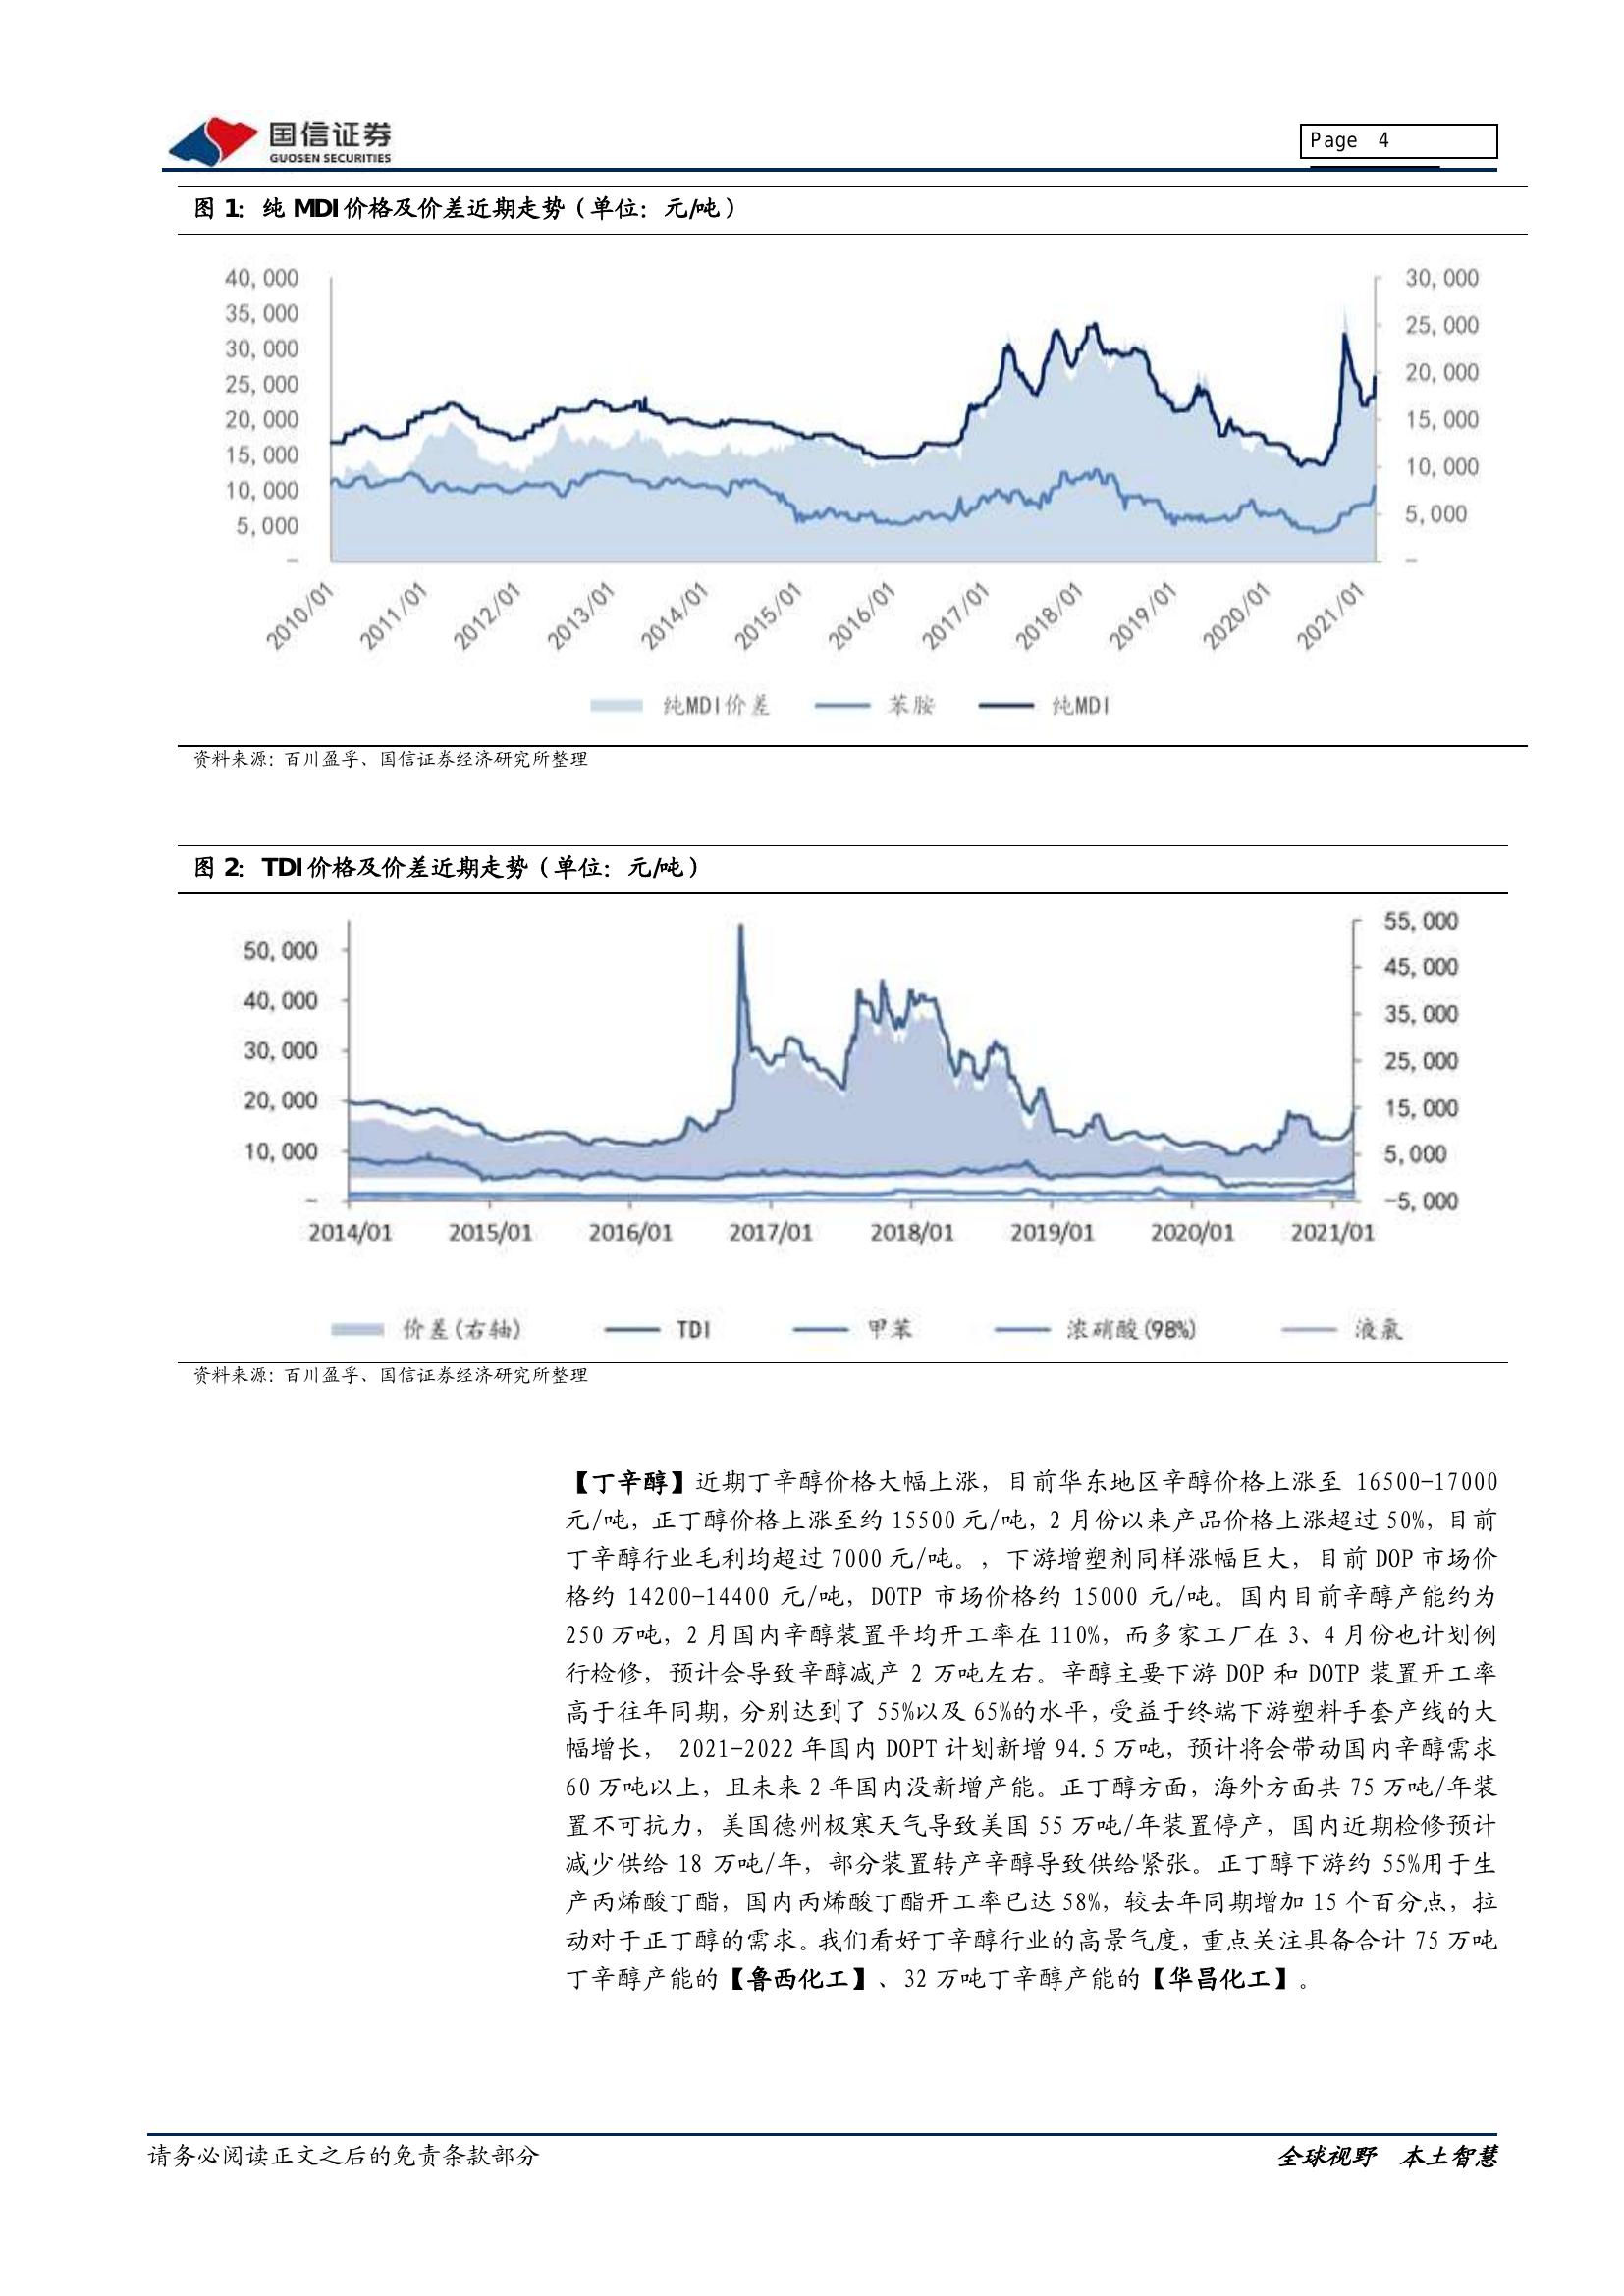 国信证券
GUOSEN SECURITIES
Page 4
图 1：纯 MDI 价格及价差近期走势（单位：元/吨）
40,000
35,000
30,000
25,000
20,000
15,000
10,000
5,000
-
30,000
25,000
20,000
15,000
10,000
5,000
-
2010/01
2011/01
2012/01
2013/01
2014/01
2015/01
2016/01
2017/01
2018/01
2019/01
2020/01
2021/01
纯MDI价差 苯胺 纯MDI
资料来源：百川盈孚、国信证券经济研究所整理
图 2：TDI 价格及价差近期走势（单位：元/吨）
50,000
40,000
30,000
20,000
10,000
-
55,000
45,000
35,000
25,000
15,000
5,000
-5,000
2014/01 2015/01 2016/01 2017/01 2018/01 2019/01 2020/01 2021/01
价差(右轴) TDI 甲苯 浓硝酸(98%) 液氯
资料来源：百川盈孚、国信证券经济研究所整理
【丁辛醇】近期丁辛醇价格大幅上涨，目前华东地区辛醇价格上涨至 16500-17000
元/吨，正丁醇价格上涨至约 15500 元/吨，2 月份以来产品价格上涨超过 50%，目前
丁辛醇行业毛利均超过 7000 元/吨。，下游增塑剂同样涨幅巨大，目前 DOP 市场价
格约 14200-14400 元/吨，DOTP 市场价格约 15000 元/吨。国内目前辛醇产能约为
250 万吨，2 月国内辛醇装置平均开工率在 110%，而多家工厂在 3、4 月份也计划例
行检修，预计会导致辛醇减产 2 万吨左右。辛醇主要下游 DOP 和 DOTP 装置开工率
高于往年同期，分别达到了 55%以及 65%的水平，受益于终端下游塑料手套产线的大
幅增长， 2021-2022 年国内 DOPT 计划新增 94.5 万吨，预计将会带动国内辛醇需求
60 万吨以上，且未来 2 年国内没新增产能。正丁醇方面，海外方面共 75 万吨/年装
置不可抗力，美国德州极寒天气导致美国 55 万吨/年装置停产，国内近期检修预计
减少供给 18 万吨/年，部分装置转产辛醇导致供给紧张。正丁醇下游约 55%用于生
产丙烯酸丁酯，国内丙烯酸丁酯开工率已达 58%，较去年同期增加 15 个百分点，拉
动对于正丁醇的需求。我们看好丁辛醇行业的高景气度，重点关注具备合计 75 万吨
丁辛醇产能的【鲁西化工】、32 万吨丁辛醇产能的【华昌化工】。
请务必阅读正文之后的免责条款部分
全球视野 本土智慧